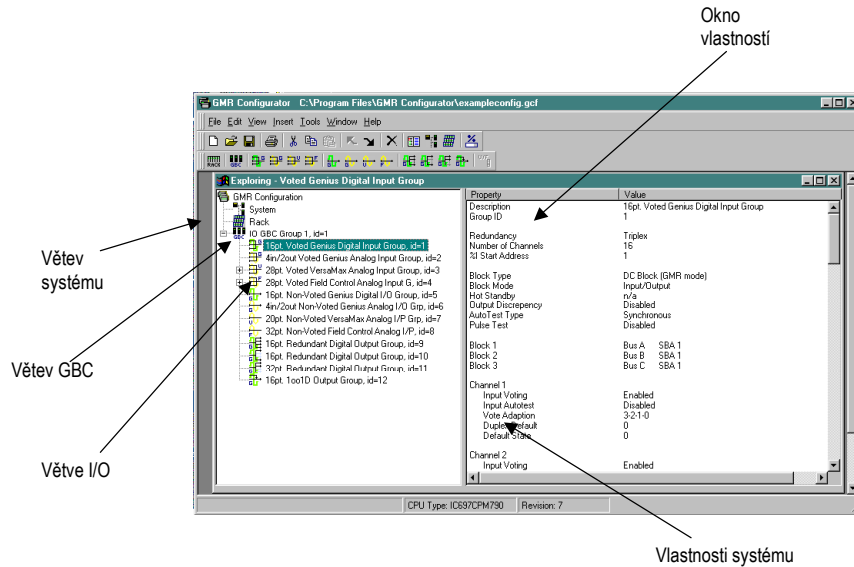 Okno
vlastností
GMR Configurator C:\Program Files\GMR Configurator\exampleconfig.gcf
File Edit View Insert Tools Window Help
RACK GBC
Exploring - Voted Genius Digital Input Group
GMR Configuration
System
Rack
IO GBC Group 1, id=1
16pt. Voted Genius Digital Input Group, id=1
4in/2out Voted Genius Analog Input Group, id=2
28pt. Voted VersaMax Analog Input Group, id=3
28pt. Voted Field Control Analog Input G, id=4
16pt. Non-Voted Genius Digital I/O Group, id=5
4in/2out Non-Voted Genius Analog I/O Grp, id=6
20pt. Non-Voted VersaMax Analog I/P Grp, id=7
32pt. Non-Voted Field Control Analog I/P, id=8
16pt. Redundant Digital Output Group, id=9
16pt. Redundant Digital Output Group, id=10
32pt. Redundant Digital Output Group, id=11
16pt. 1oo1D Output Group, id=12
Property Value
Description 16pt. Voted Genius Digital Input Group
Group ID 1
Redundancy Triplex
Number of Channels 16
%I Start Address 1
Block Type DC Block (GMR mode)
Block Mode Input/Output
Hot Standby n/a
Output Discrepency Disabled
AutoTest Type Synchronous
Pulse Test Disabled
Block 1 Bus A SBA 1
Block 2 Bus B SBA 1
Block 3 Bus C SBA 1
Channel 1
Input Voting Enabled
Input Autotest Disabled
Vote Adaption 3-2-1-0
Duplex Default 0
Default State 0
Channel 2
Input Voting Enabled
CPU Type: IC697CPM790 Revision: 7
Větev
systému
Větev GBC
Větve I/O
Vlastnosti systému